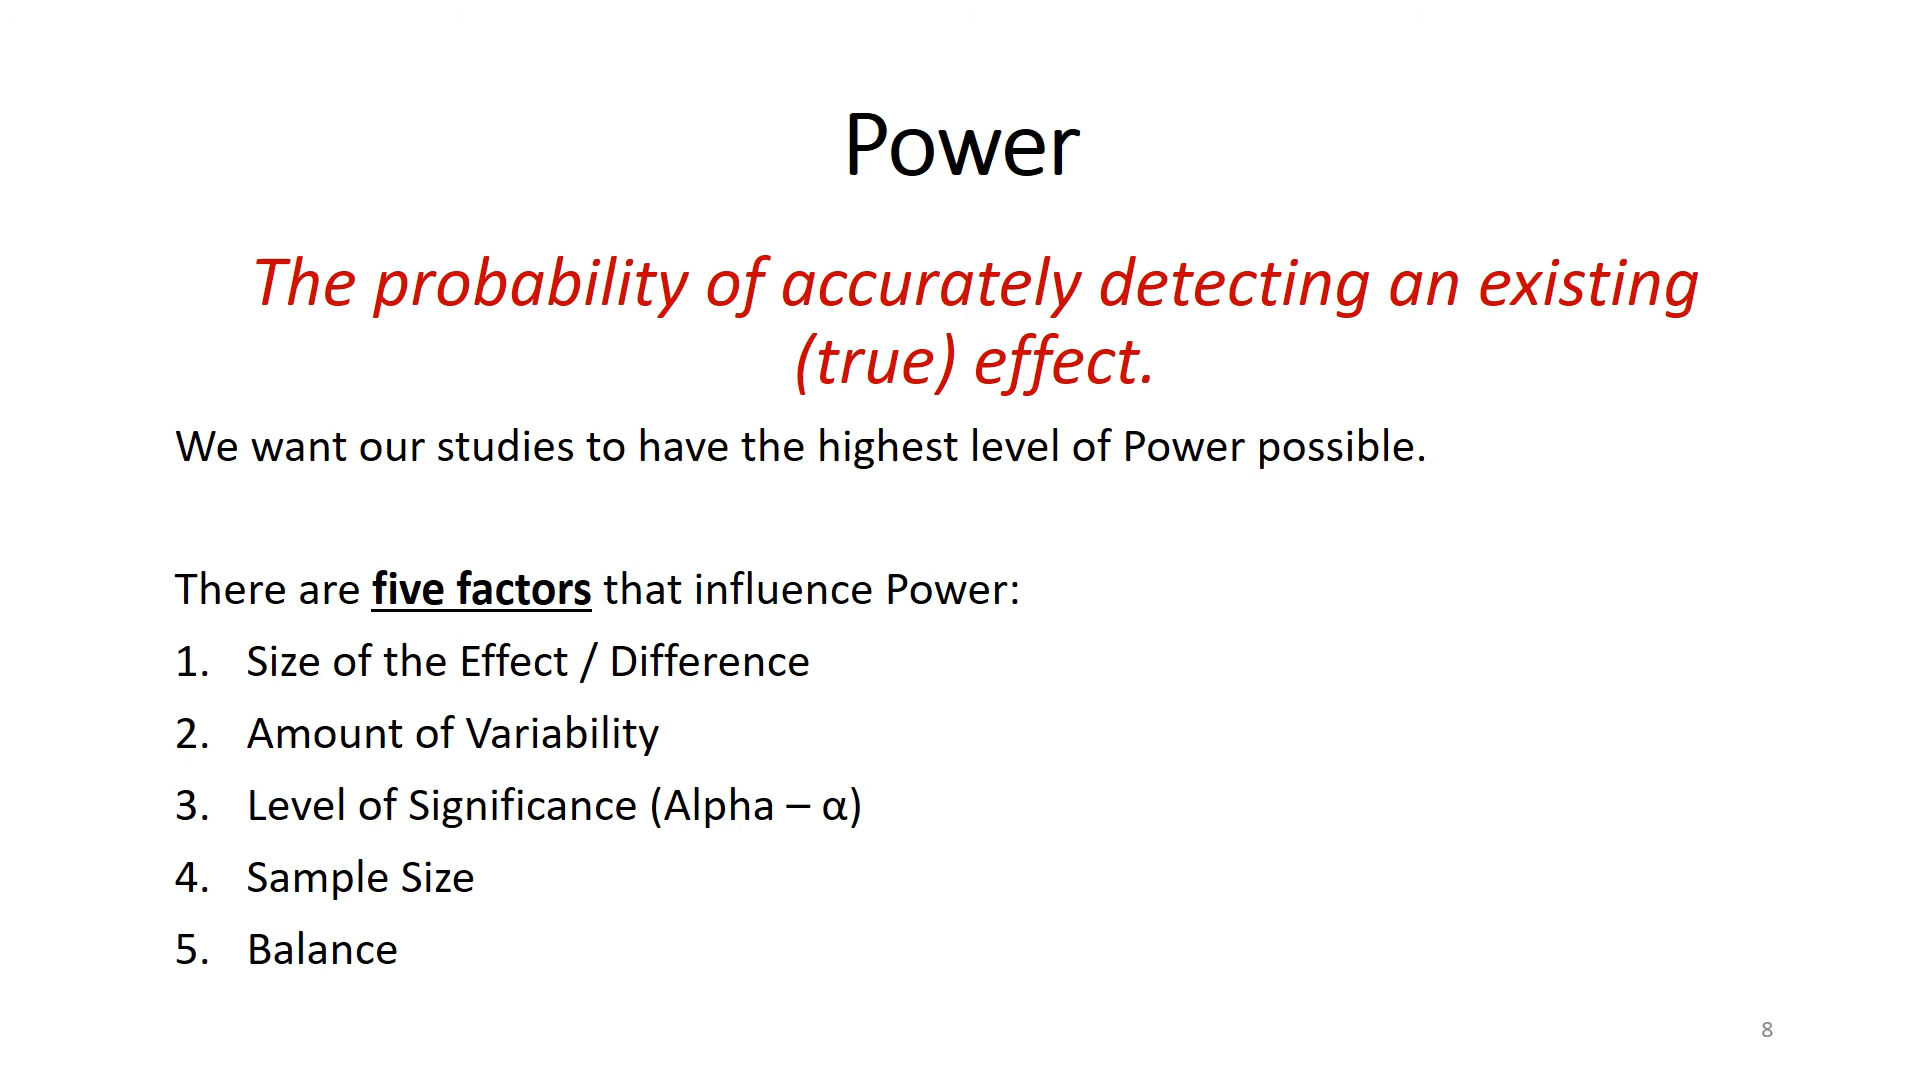 Power
The probability of accurately detecting an existing
(true) effect.
We want our studies to have the highest level of Power possible.
There are five factors that influence Power:
1. Size of the Effect / Difference
2. Amount of Variability
3. Level of Significance (Alpha – α)
4. Sample Size
5. Balance
8